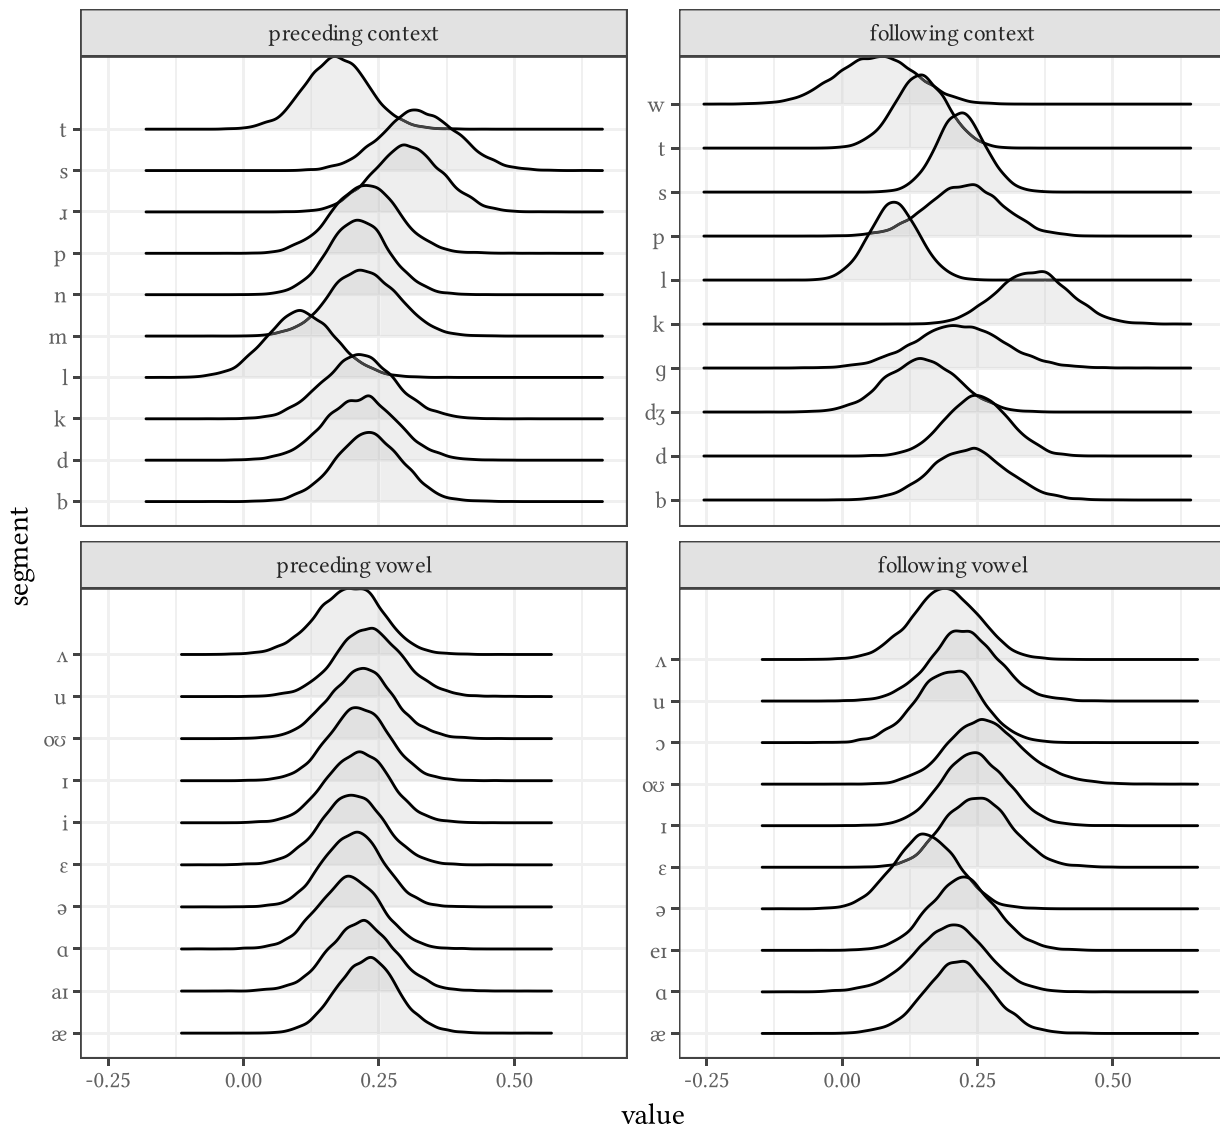 preceding context
t
s
ɹ
p
n
m
l
k
d
b
following context
w
t
s
p
l
k
ɡ
dʒ
d
b
segment
preceding vowel
ʌ
u
oʊ
ɪ
i
ɛ
ə
ɑ
aɪ
æ
-0.25 0.00 0.25 0.50
following vowel
ʌ
u
ɔ
oʊ
ɪ
ɛ
ə
eɪ
ɑ
æ
-0.25 0.00 0.25 0.50
value